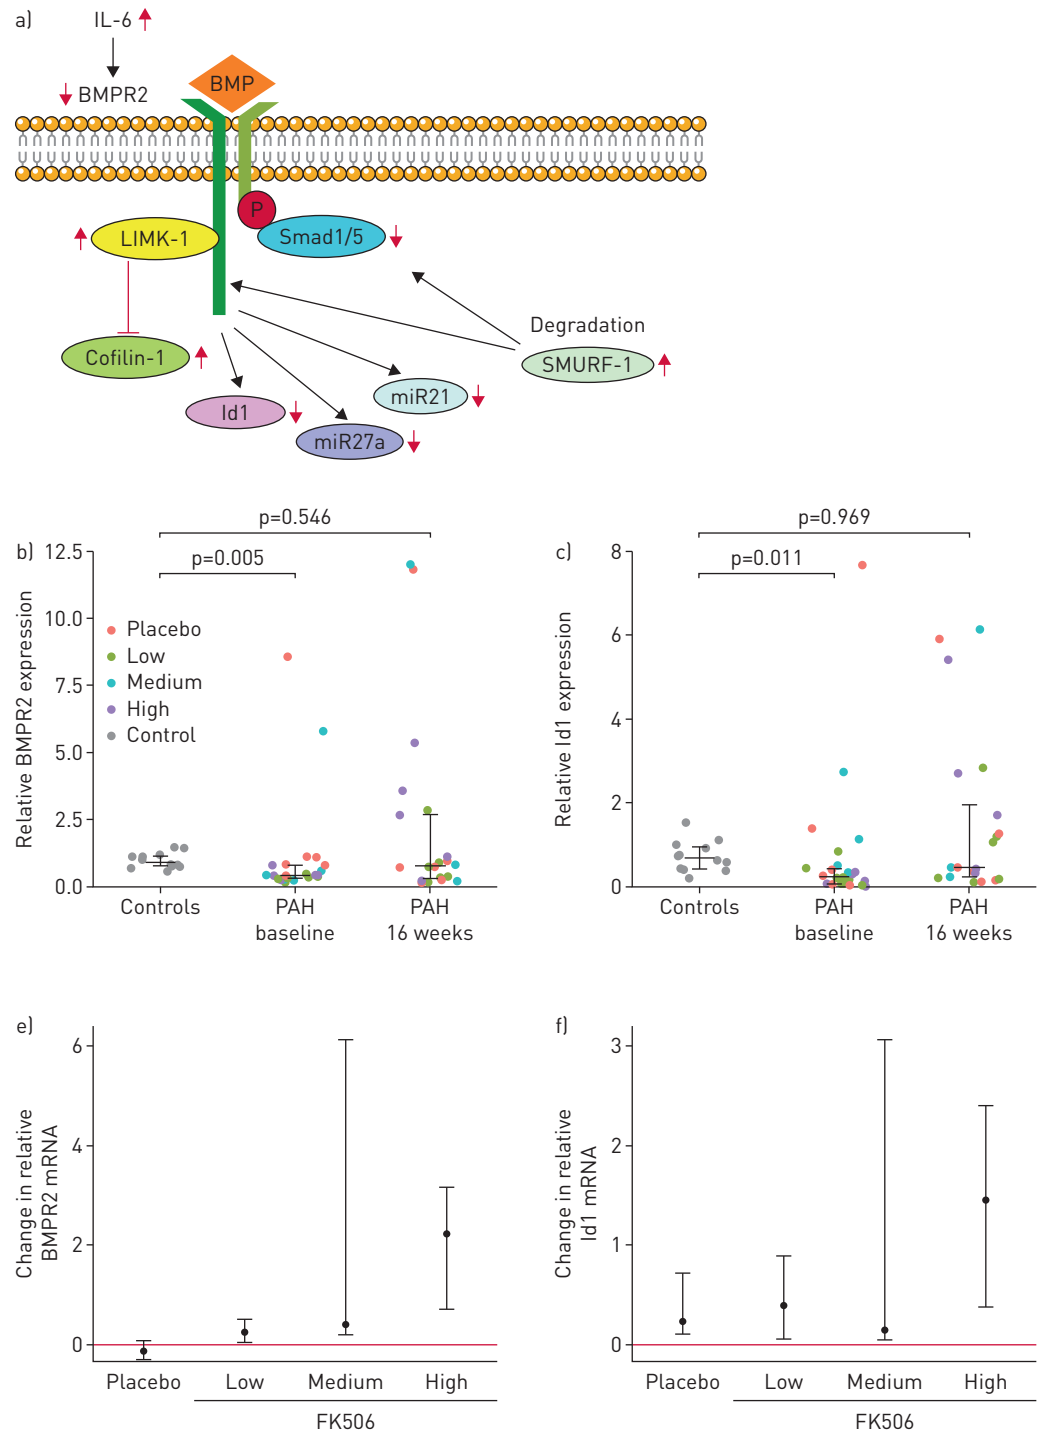 a)
IL-6
BMPR2
BMP
P
LIMK-1
Smad1/5
Degradation
SMURF-1
Cofilin-1
miR21
Id1
miR27a
b)
Relative BMPR2 expression
12.5
10.0
7.5
5.0
2.5
0.0
p=0.546
p=0.005
Placebo
Low
Medium
High
Control
Controls
PAH
baseline
PAH
16 weeks
c)
Relative Id1 expression
8
6
4
2
0
p=0.969
p=0.011
Controls
PAH
baseline
PAH
16 weeks
e)
Change in relative
BMPR2 mRNA
6
4
2
0
Placebo
Low
Medium
High
FK506
f)
Change in relative
Id1 mRNA
3
2
1
0
Placebo
Low
Medium
High
FK506